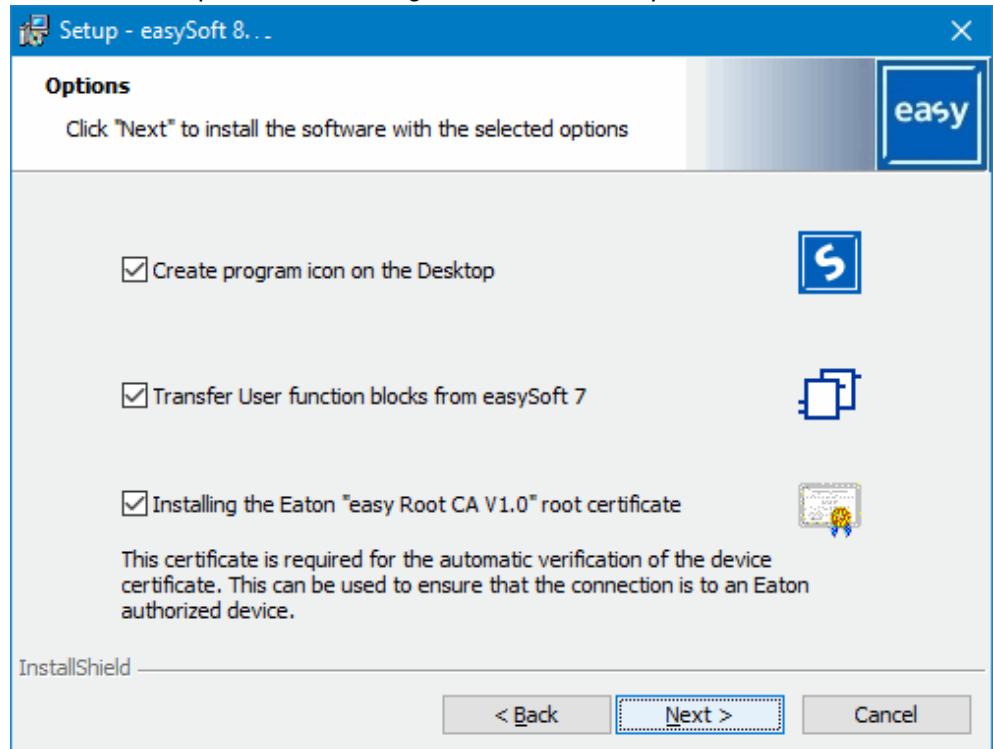 Setup - easySoft 8...
Options
Click "Next" to install the software with the selected options
easy
Create program icon on the Desktop
S
Transfer User function blocks from easySoft 7
Installing the Eaton "easy Root CA V1.0" root certificate
This certificate is required for the automatic verification of the device
certificate. This can be used to ensure that the connection is to an Eaton
authorized device.
InstallShield
< Back Next > Cancel